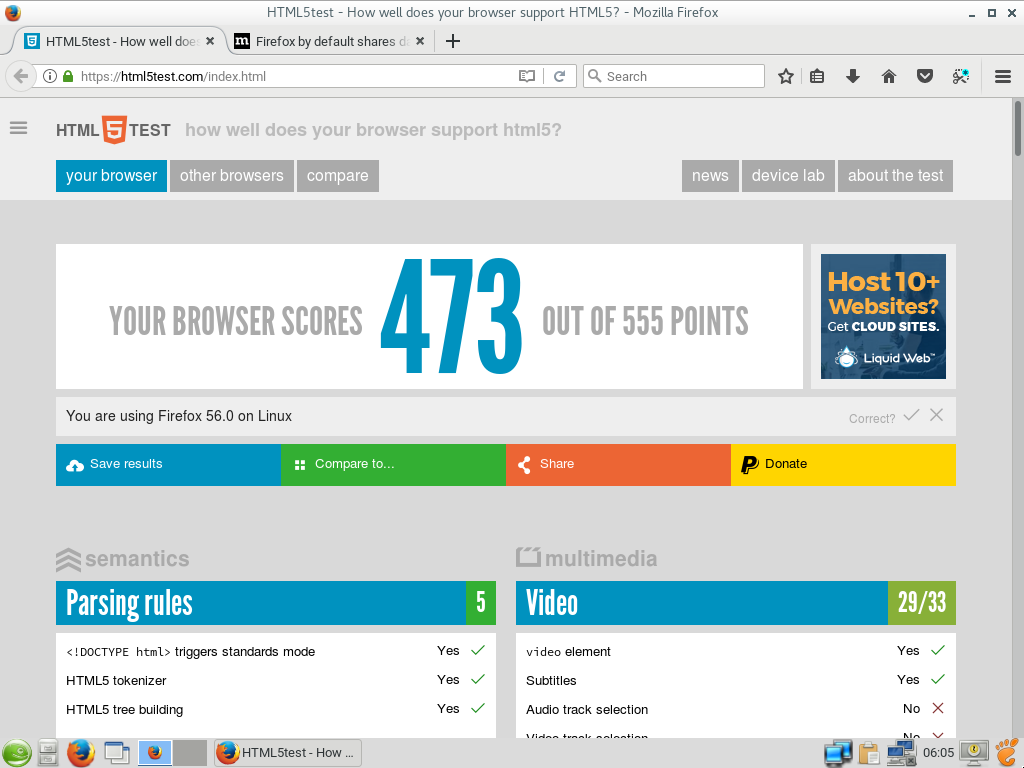 HTML5test - How well does your browser support HTML5? - Mozilla Firefox
HTML5test - How well does
m Firefox by default shares da
https://html5test.com/index.html
Search
HTML 5 TEST how well does your browser support html5?
your browser other browsers compare news device lab about the test
YOUR BROWSER SCORES 473 OUT OF 555 POINTS
Host 10+
Websites?
Get CLOUD SITES.
Liquid Web™
You are using Firefox 56.0 on Linux Correct?
Save results Compare to... Share Donate
semantics
Parsing rules 5
<!DOCTYPE html> triggers standards mode Yes
HTML5 tokenizer Yes
HTML5 tree building Yes
multimedia
Video 29/33
video element Yes
Subtitles Yes
Audio track selection No
Video track selection No
HTML5test - How ...
06:05